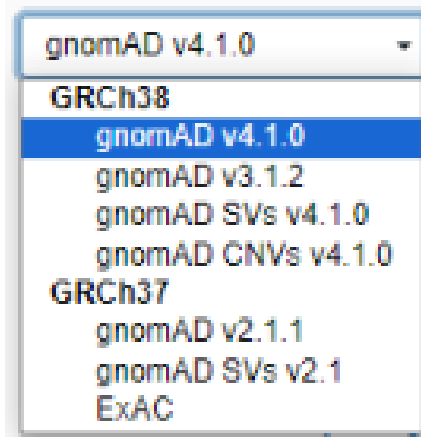 gnomAD v4.1.0
GRCh38
gnomAD v4.1.0
gnomAD v3.1.2
gnomAD SVs v4.1.0
gnomAD CNVs v4.1.0
GRCh37
gnomAD v2.1.1
gnomAD SVs v2.1
ExAC